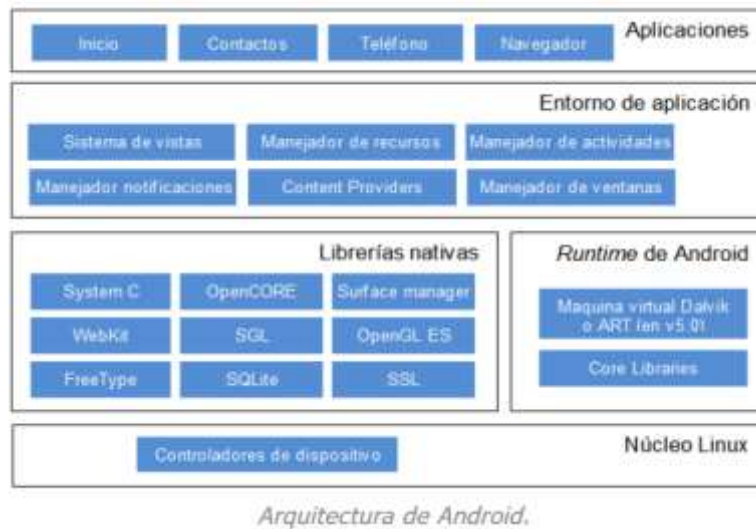 Aplicaciones
Inicio Contactos Teléfono Navegador
Entorno de aplicación
Sistema de vistas Manejador de recursos Manejador de actividades
Manejador notificaciones Content Providers Manejador de ventanas
Librerías nativas
System C OpenCORE Surface manager
WebKit SGL OpenGL ES
FreeType SQLite SSL
Runtime de Android
Maquina virtual Dalvik
o ART (en v5.0)
Core Libraries
Núcleo Linux
Controladores de dispositivo
Arquitectura de Android.